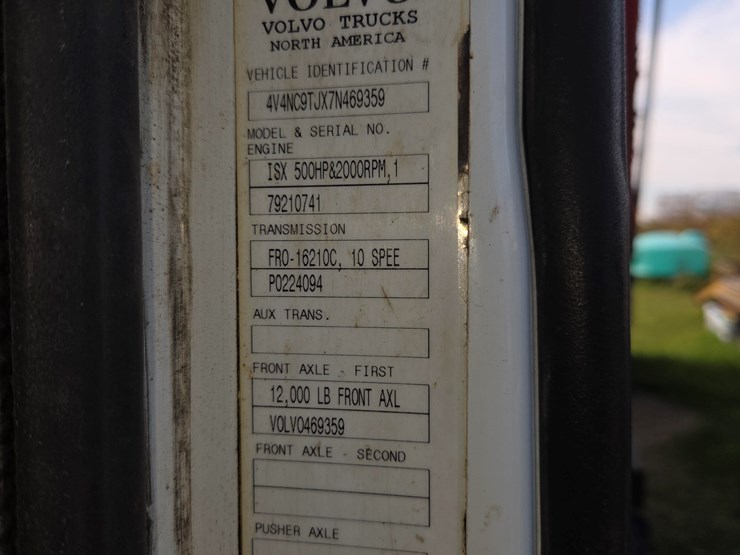 VOLVO
VOLVO TRUCKS
NORTH AMERICA
VEHICLE IDENTIFICATION #
4V4NC9TJX7N469359
MODEL & SERIAL NO.
ENGINE
ISX 500HP&2000RPM,1
79210741
TRANSMISSION
FRO-16210C, 10 SPEE
P0224094
AUX TRANS.
FRONT AXLE - FIRST
12,000 LB FRONT AXL
VOLVO469359
FRONT AXLE - SECOND
PUSHER AXLE